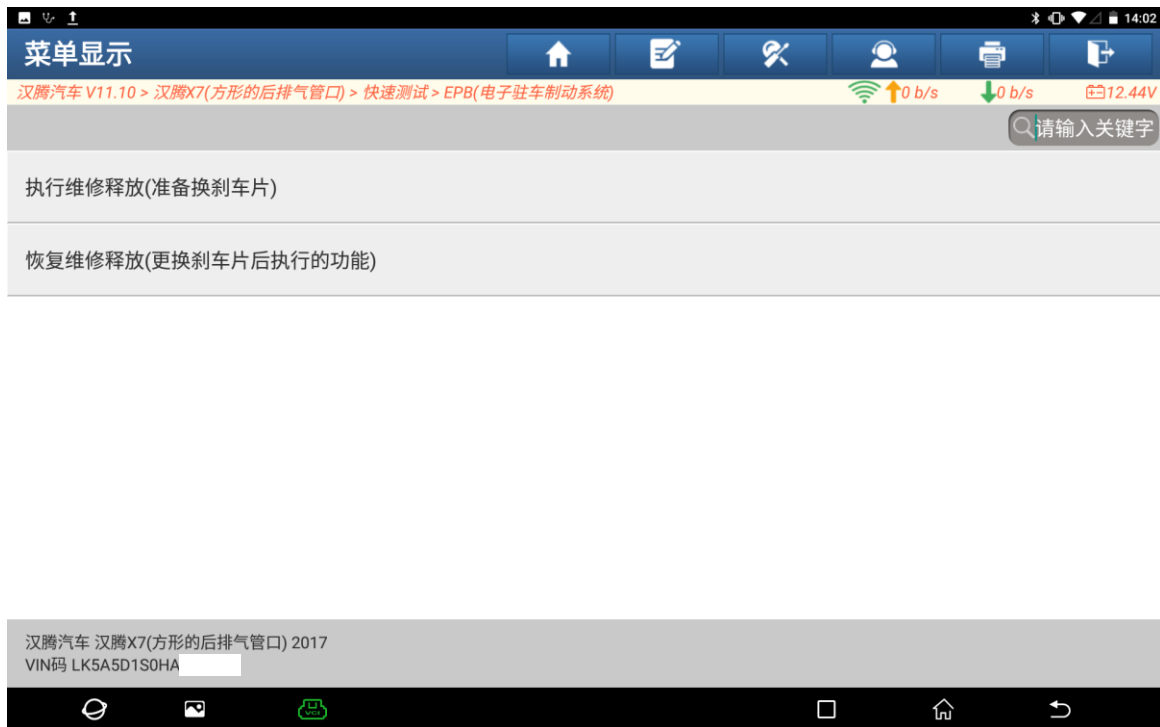 14:02
菜单显示
汉腾汽车 V11.10 > 汉腾X7(方形的后排气管口) > 快速测试 > EPB(电子驻车制动系统) 0 b/s 0 b/s 12.44V
请输入关键字
执行维修释放(准备换刹车片)
恢复维修释放(更换刹车片后执行的功能)
汉腾汽车 汉腾X7(方形的后排气管口) 2017
VIN码 LK5A5D1S0HA
VCI